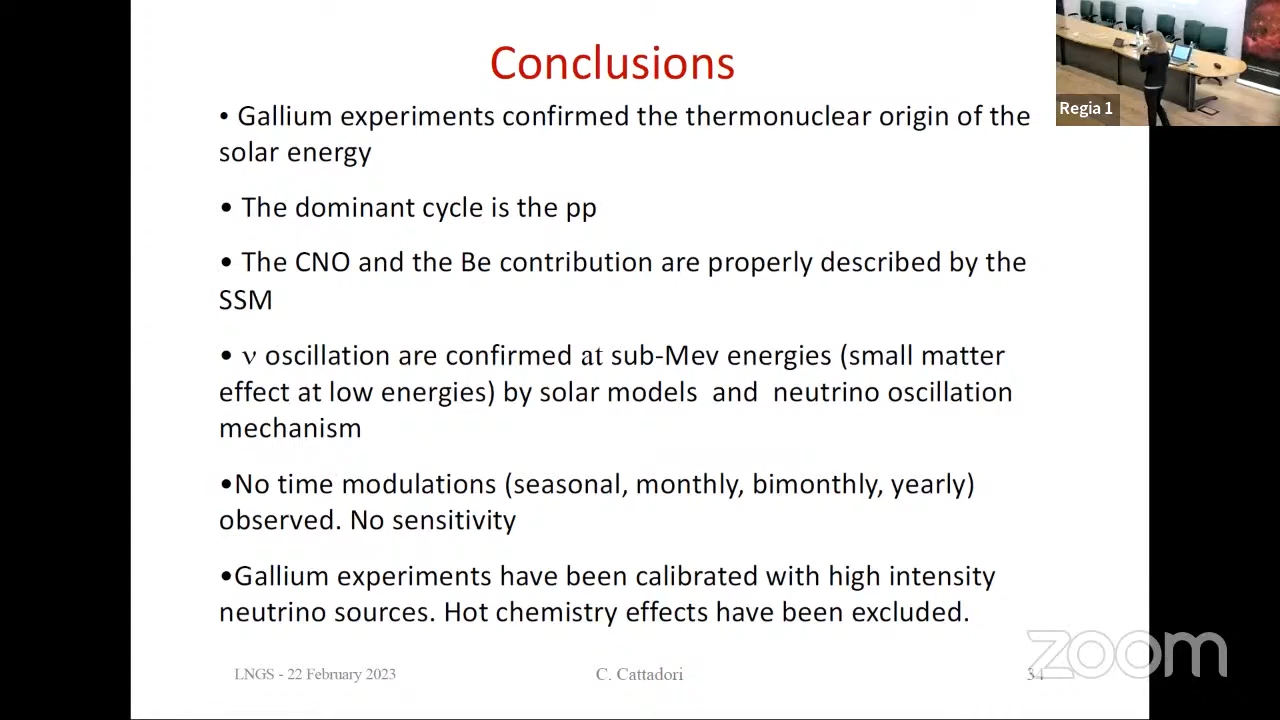 Conclusions
Regia 1
• Gallium experiments confirmed the thermonuclear origin of the
solar energy
• The dominant cycle is the pp
• The CNO and the Be contribution are properly described by the
SSM
• ν oscillation are confirmed at sub-Mev energies (small matter
effect at low energies) by solar models and neutrino oscillation
mechanism
•No time modulations (seasonal, monthly, bimonthly, yearly)
observed. No sensitivity
•Gallium experiments have been calibrated with high intensity
neutrino sources. Hot chemistry effects have been excluded.
zoom
LNGS - 22 February 2023
C. Cattadori
34